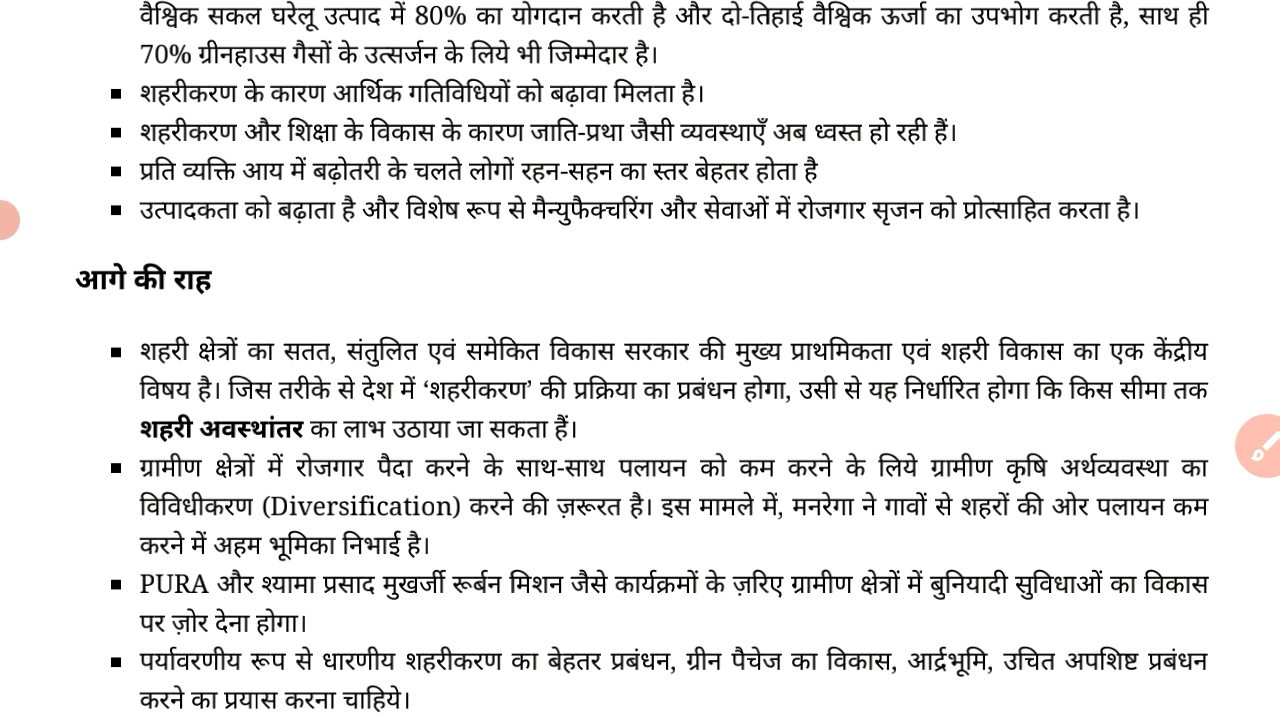 वैश्विक सकल घरेलू उत्पाद में 80% का योगदान करती है और दो-तिहाई वैश्विक ऊर्जा का उपभोग करती है, साथ ही
70% ग्रीनहाउस गैसों के उत्सर्जन के लिये भी जिम्मेदार है।
▪ शहरीकरण के कारण आर्थिक गतिविधियों को बढ़ावा मिलता है।
▪ शहरीकरण और शिक्षा के विकास के कारण जाति-प्रथा जैसी व्यवस्थाएँ अब ध्वस्त हो रही हैं।
▪ प्रति व्यक्ति आय में बढ़ोतरी के चलते लोगों रहन-सहन का स्तर बेहतर होता है
▪ उत्पादकता को बढ़ाता है और विशेष रूप से मैन्युफैक्चरिंग और सेवाओं में रोजगार सृजन को प्रोत्साहित करता है।
आगे की राह
▪ शहरी क्षेत्रों का सतत, संतुलित एवं समेकित विकास सरकार की मुख्य प्राथमिकता एवं शहरी विकास का एक केंद्रीय
विषय है। जिस तरीके से देश में ‘शहरीकरण’ की प्रक्रिया का प्रबंधन होगा, उसी से यह निर्धारित होगा कि किस सीमा तक
शहरी अवस्थांतर का लाभ उठाया जा सकता हैं।
▪ ग्रामीण क्षेत्रों में रोजगार पैदा करने के साथ-साथ पलायन को कम करने के लिये ग्रामीण कृषि अर्थव्यवस्था का
विविधीकरण (Diversification) करने की ज़रूरत है। इस मामले में, मनरेगा ने गावों से शहरों की ओर पलायन कम
करने में अहम भूमिका निभाई है।
▪ PURA और श्यामा प्रसाद मुखर्जी रूर्बन मिशन जैसे कार्यक्रमों के ज़रिए ग्रामीण क्षेत्रों में बुनियादी सुविधाओं का विकास
पर ज़ोर देना होगा।
▪ पर्यावरणीय रूप से धारणीय शहरीकरण का बेहतर प्रबंधन, ग्रीन पैचेज का विकास, आर्द्रभूमि, उचित अपशिष्ट प्रबंधन
करने का प्रयास करना चाहिये।